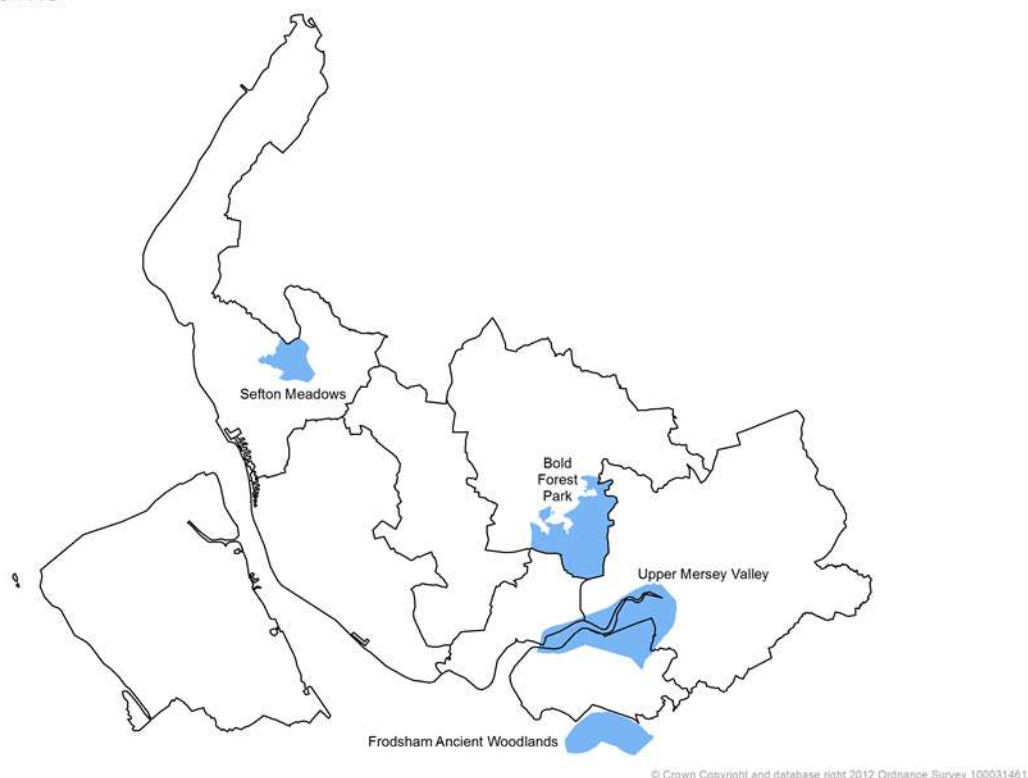 Sefton Meadows
Bold
Forest
Park
Upper Mersey Valley
Frodsham Ancient Woodlands
© Crown Copyright and database right 2012 Ordnance Survey 100031461